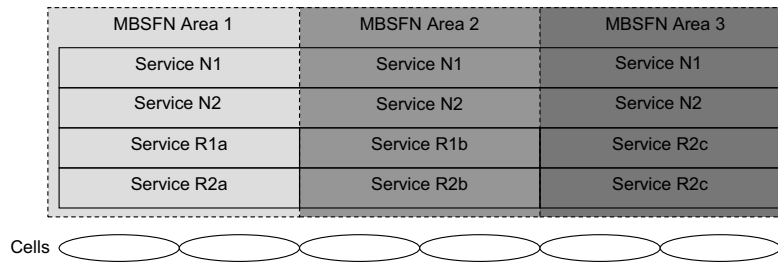 MBSFN Area 1 MBSFN Area 2 MBSFN Area 3
Service N1 Service N1 Service N1
Service N2 Service N2 Service N2
Service R1a Service R1b Service R2c
Service R2a Service R2b Service R2c
Cells